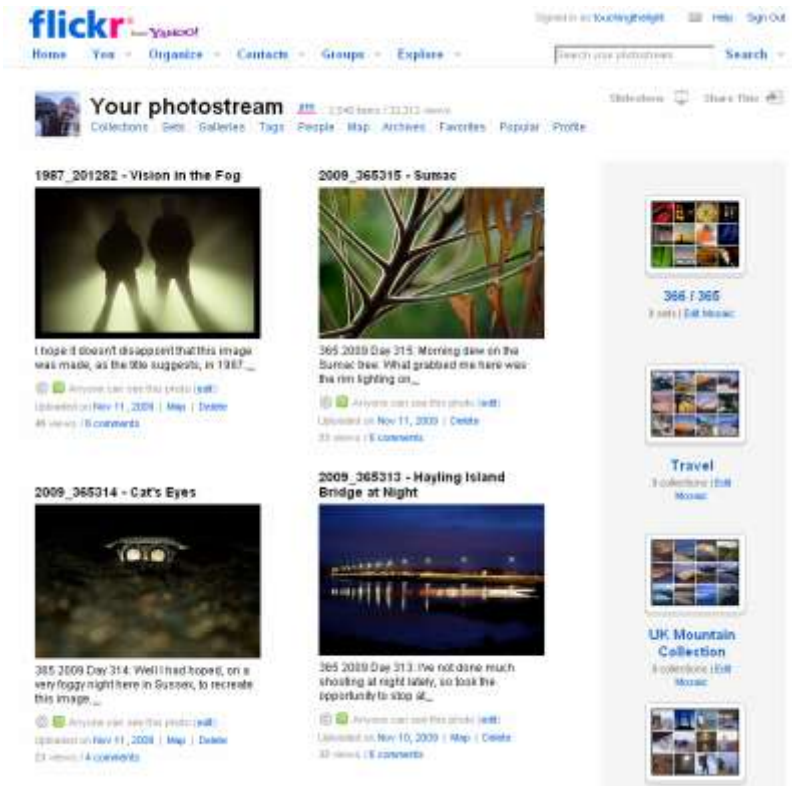 flickr from YAHOO!
Signed in as touchingthelight Help Sign Out
Home You Organize Contacts Groups Explore
Search your photostream Search
Your photostream
Slideshow Share This
Collections Sets Galleries Tags People Map Archives Favorites Popular Profile
1987_201282 - Vision in the Fog
I hope it doesn't disappoint that this image
was made, as the title suggests, in 1987....
Anyone can see this photo (edit)
Uploaded on Nov 11, 2009 | Map | Delete
views / comments
2009_365315 - Sumac
365 2009 Day 315: Morning dew on the
Sumac tree. What grabbed me here was
the rim lighting on...
Anyone can see this photo (edit)
Uploaded on Nov 11, 2009 | Delete
views / comments
2009_365314 - Cat's Eyes
365 2009 Day 314: Well I had hoped, on a
very foggy night here in Sussex, to recreate
this image....
Anyone can see this photo (edit)
Uploaded on Nov 11, 2009 | Map | Delete
views / 4 comments
2009_365313 - Hayling Island
Bridge at Night
365 2009 Day 313: I've not done much
shooting at night lately, so took the
opportunity to stop at...
Anyone can see this photo (edit)
Uploaded on Nov 10, 2009 | Map | Delete
views / comments
366 / 365
sets | Edit Mosaic
Travel
collections | Edit
Mosaic
UK Mountain
Collection
collections | Edit
Mosaic